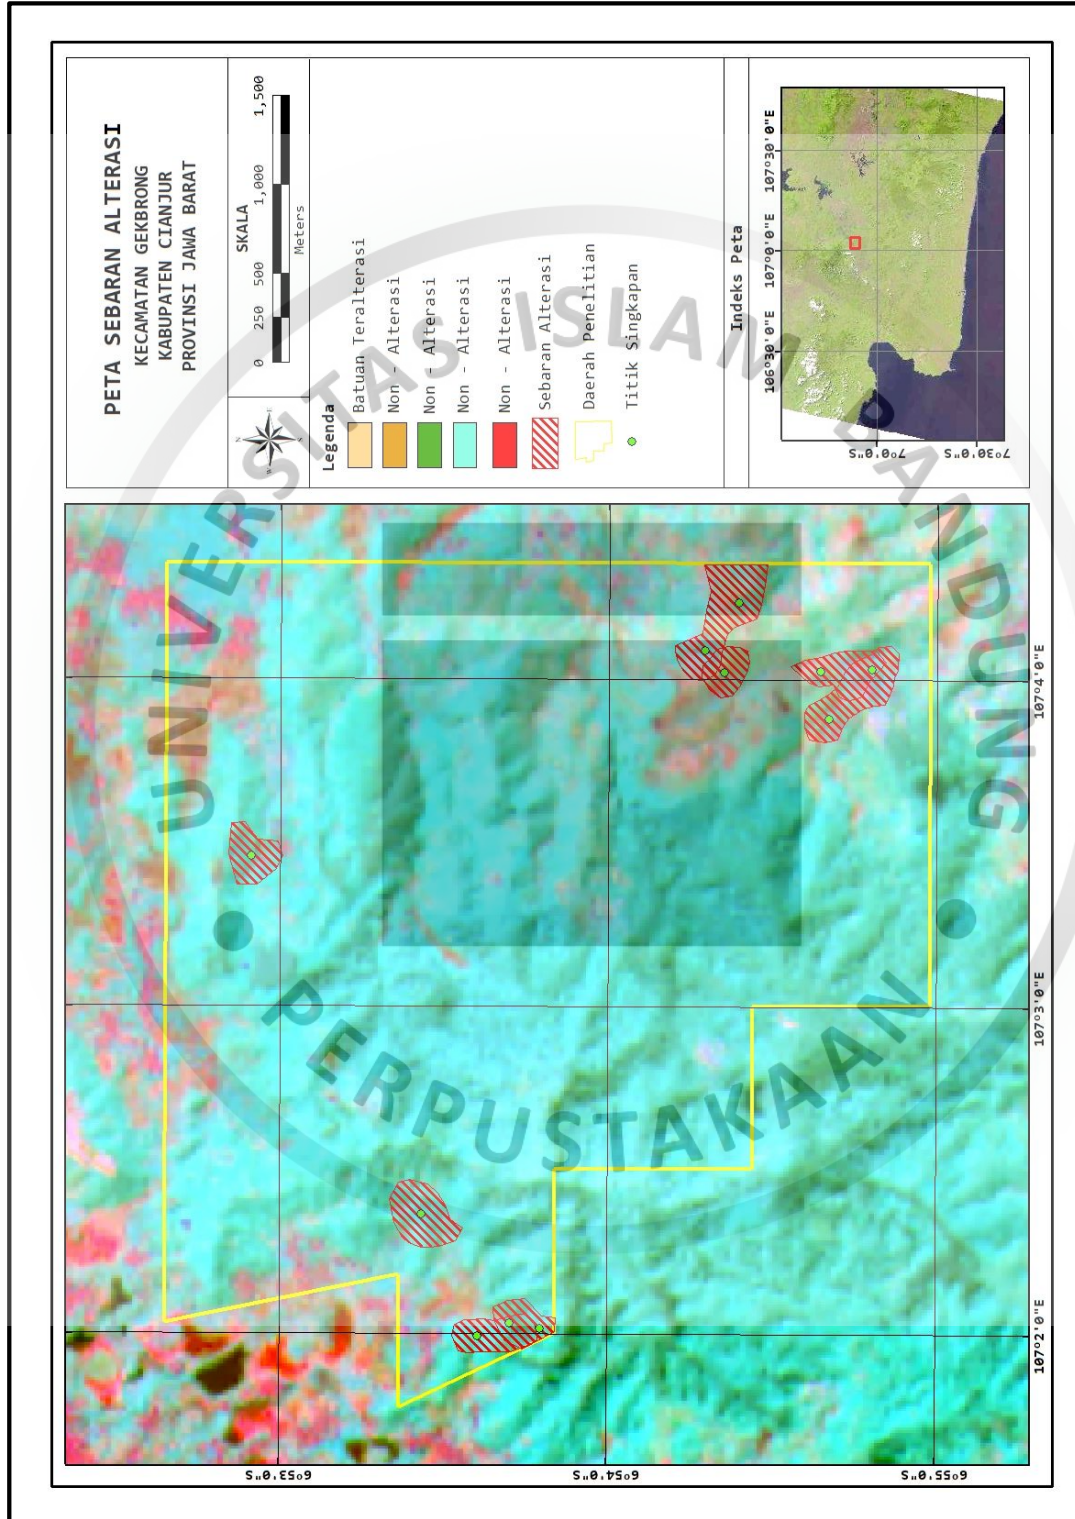 PETA SEBARAN ALTERASI
KECAMATAN GEKBRONG
KABUPATEN CIANJUR
PROVINSI JAWA BARAT
N
E
S
W
SKALA
0 250 500 1,000 1,500
Meters
Legenda
Batuan Teralterasi
Non - Alterasi
Non - Alterasi
Non - Alterasi
Non - Alterasi
Sebaran Alterasi
Daerah Penelitian
Titik Singkapan
Indeks Peta
106°30'0"E 107°0'0"E 107°30'0"E
7°0'0"S
7°30'0"S
107°2'0"E 107°3'0"E 107°4'0"E
6°53'0"S
6°54'0"S
6°55'0"S
UNIVERSITAS ISLAM BANDUNG
PERPUSTAKAAN